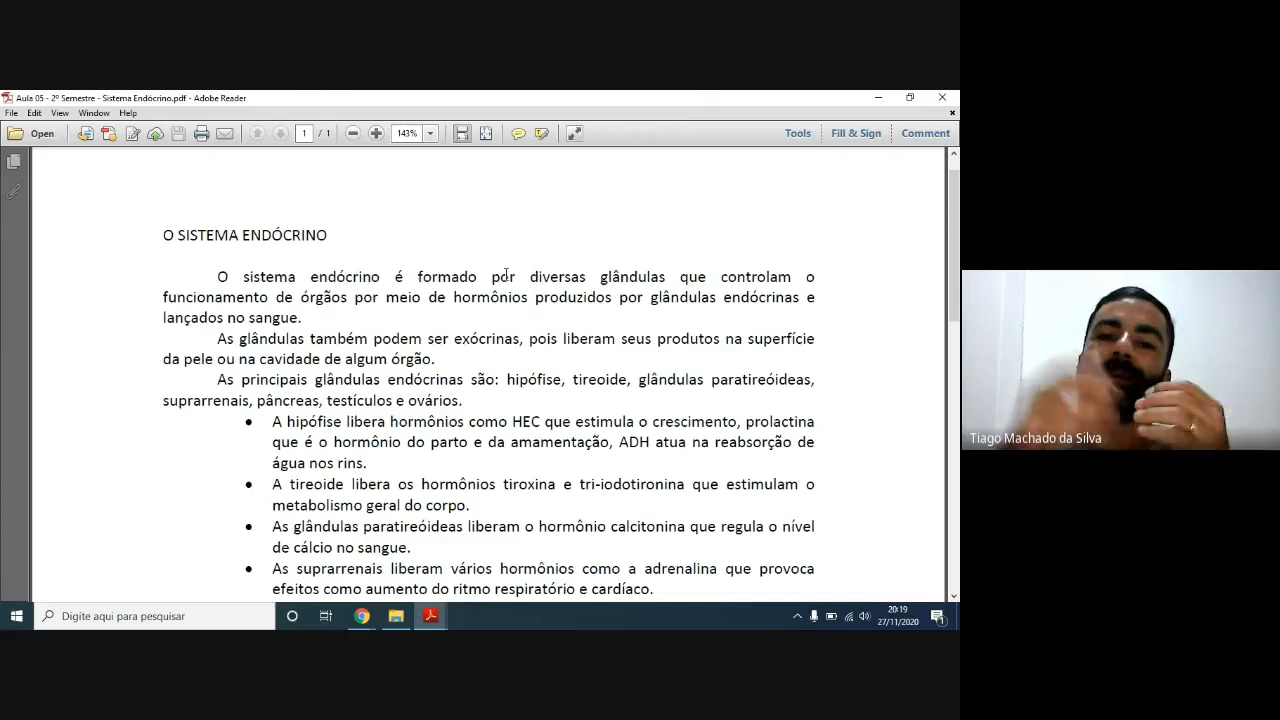 Aula 05 - 2º Semestre - Sistema Endócrino.pdf - Adobe Reader
File Edit View Window Help
Open 1 / 1 143% Tools Fill & Sign Comment
O SISTEMA ENDÓCRINO
O sistema endócrino é formado por diversas glândulas que controlam o
funcionamento de órgãos por meio de hormônios produzidos por glândulas endócrinas e
lançados no sangue.
As glândulas também podem ser exócrinas, pois liberam seus produtos na superfície
da pele ou na cavidade de algum órgão.
As principais glândulas endócrinas são: hipófise, tireoide, glândulas paratireóideas,
suprarrenais, pâncreas, testículos e ovários.
• A hipófise libera hormônios como HEC que estimula o crescimento, prolactina
que é o hormônio do parto e da amamentação, ADH atua na reabsorção de
água nos rins.
• A tireoide libera os hormônios tiroxina e tri-iodotironina que estimulam o
metabolismo geral do corpo.
• As glândulas paratireóideas liberam o hormônio calcitonina que regula o nível
de cálcio no sangue.
• As suprarrenais liberam vários hormônios como a adrenalina que provoca
efeitos como aumento do ritmo respiratório e cardíaco.
Tiago Machado da Silva
Digite aqui para pesquisar
20:19
27/11/2020
1